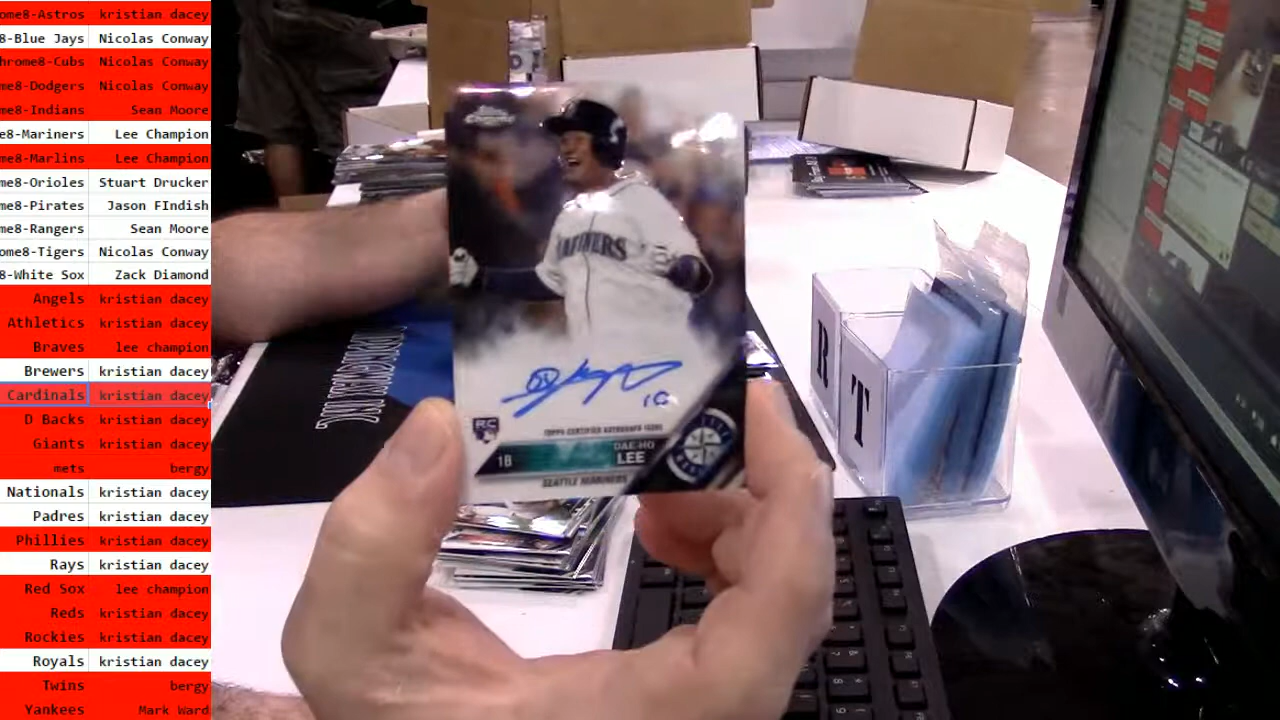 ome8-Astros kristian dacey
8-Blue Jays Nicolas Conway
hrome8-Cubs Nicolas Conway
me8-Dodgers Nicolas Conway
me8-Indians Sean Moore
e8-Mariners Lee Champion
me8-Marlins Lee Champion
me8-Orioles Stuart Drucker
me8-Pirates Jason FIndish
me8-Rangers Sean Moore
ome8-Tigers Nicolas Conway
8-White Sox Zack Diamond
Angels kristian dacey
Athletics kristian dacey
Braves lee champion
Brewers kristian dacey
Cardinals kristian dacey
D Backs kristian dacey
Giants kristian dacey
mets bergy
Nationals kristian dacey
Padres kristian dacey
Phillies kristian dacey
Rays kristian dacey
Red Sox lee champion
Reds kristian dacey
Rockies kristian dacey
Royals kristian dacey
Twins bergy
Yankees Mark Ward
Chrome
MARINERS
10
TOPPS CERTIFIED AUTOGRAPH ISSUE
RC
DAE-HO
1B LEE
SEATTLE MARINERS
R
T